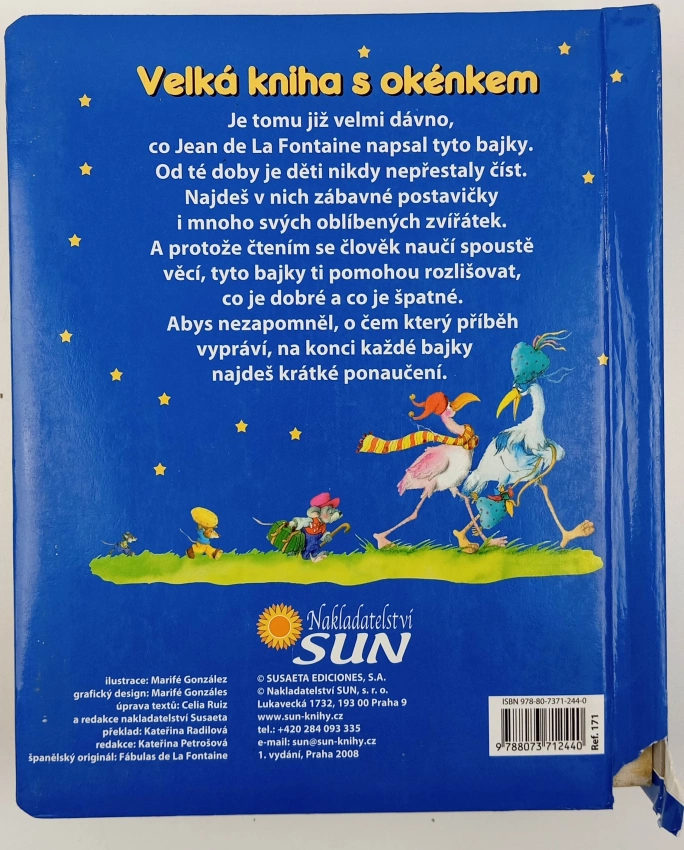 Velká kniha s okénkem
Je tomu již velmi dávno,
co Jean de La Fontaine napsal tyto bajky.
Od té doby je děti nikdy nepřestaly číst.
Najdeš v nich zábavné postavičky
i mnoho svých oblíbených zvířátek.
A protože čtením se člověk naučí spoustě
věcí, tyto bajky ti pomohou rozlišovat,
co je dobré a co je špatné.
Abys nezapomněl, o čem který příběh
vypráví, na konci každé bajky
najdeš krátké ponaučení.
Nakladatelství
SUN
ilustrace: Marifé González
grafický design: Marifé Gonzáles
úprava textů: Celia Ruiz
a redakce nakladatelství Susaeta
překlad: Kateřina Radilová
redakce: Kateřina Petrošová
španělský originál: Fábulas de La Fontaine
© SUSAETA EDICIONES, S.A.
© Nakladatelství SUN, s. r. o.
Lukavecká 1732, 193 00 Praha 9
www.sun-knihy.cz
tel.: +420 284 093 335
e-mail: sun@sun-knihy.cz
1. vydání, Praha 2008
ISBN 978-80-7371-244-0
9 788073 712440
Ref. 171